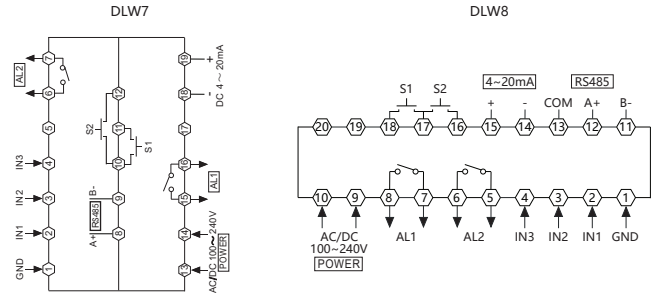 DLW7
7
6
5
4
3
2
1
AL2
IN3
IN2
IN1
GND
12
11
10
9
8
S2
S1
B-
RS485
A+
19
18
17
16
15
14
13
+
-
DC 4～20mA
AL1
AC/DC 100～240V
POWER
DLW8
S1 S2 4~20mA RS485
+ - COM A+ B-
20 19 18 17 16 15 14 13 12 11
10 9 8 7 6 5 4 3 2 1
AC/DC AL1 AL2 IN3 IN2 IN1 GND
100~240V
POWER